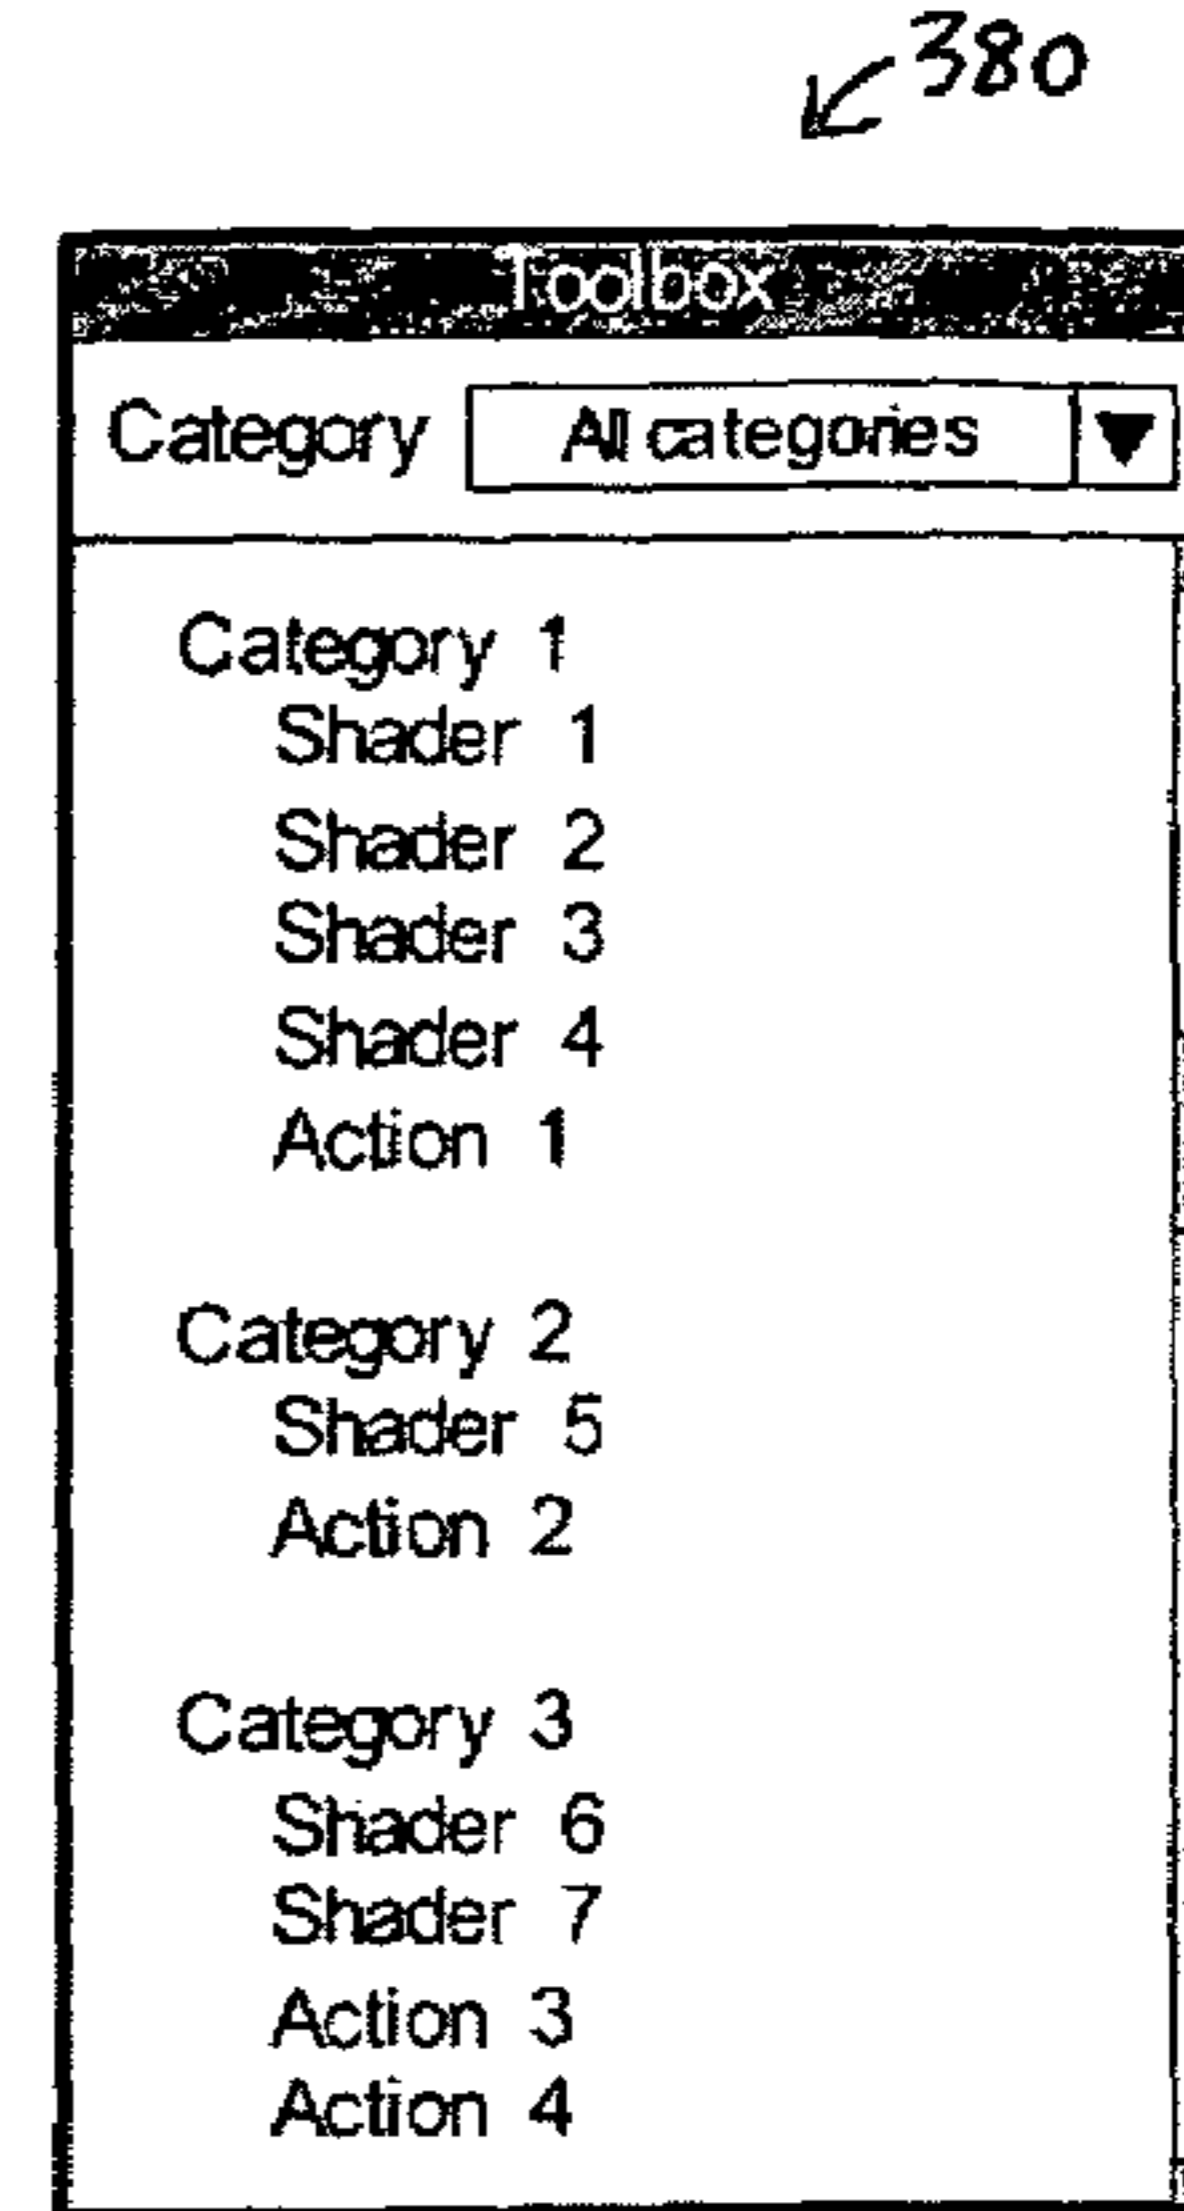 380
Toolbox
Category All categories
Category 1
Shader 1
Shader 2
Shader 3
Shader 4
Action 1
Category 2
Shader 5
Action 2
Category 3
Shader 6
Shader 7
Action 3
Action 4